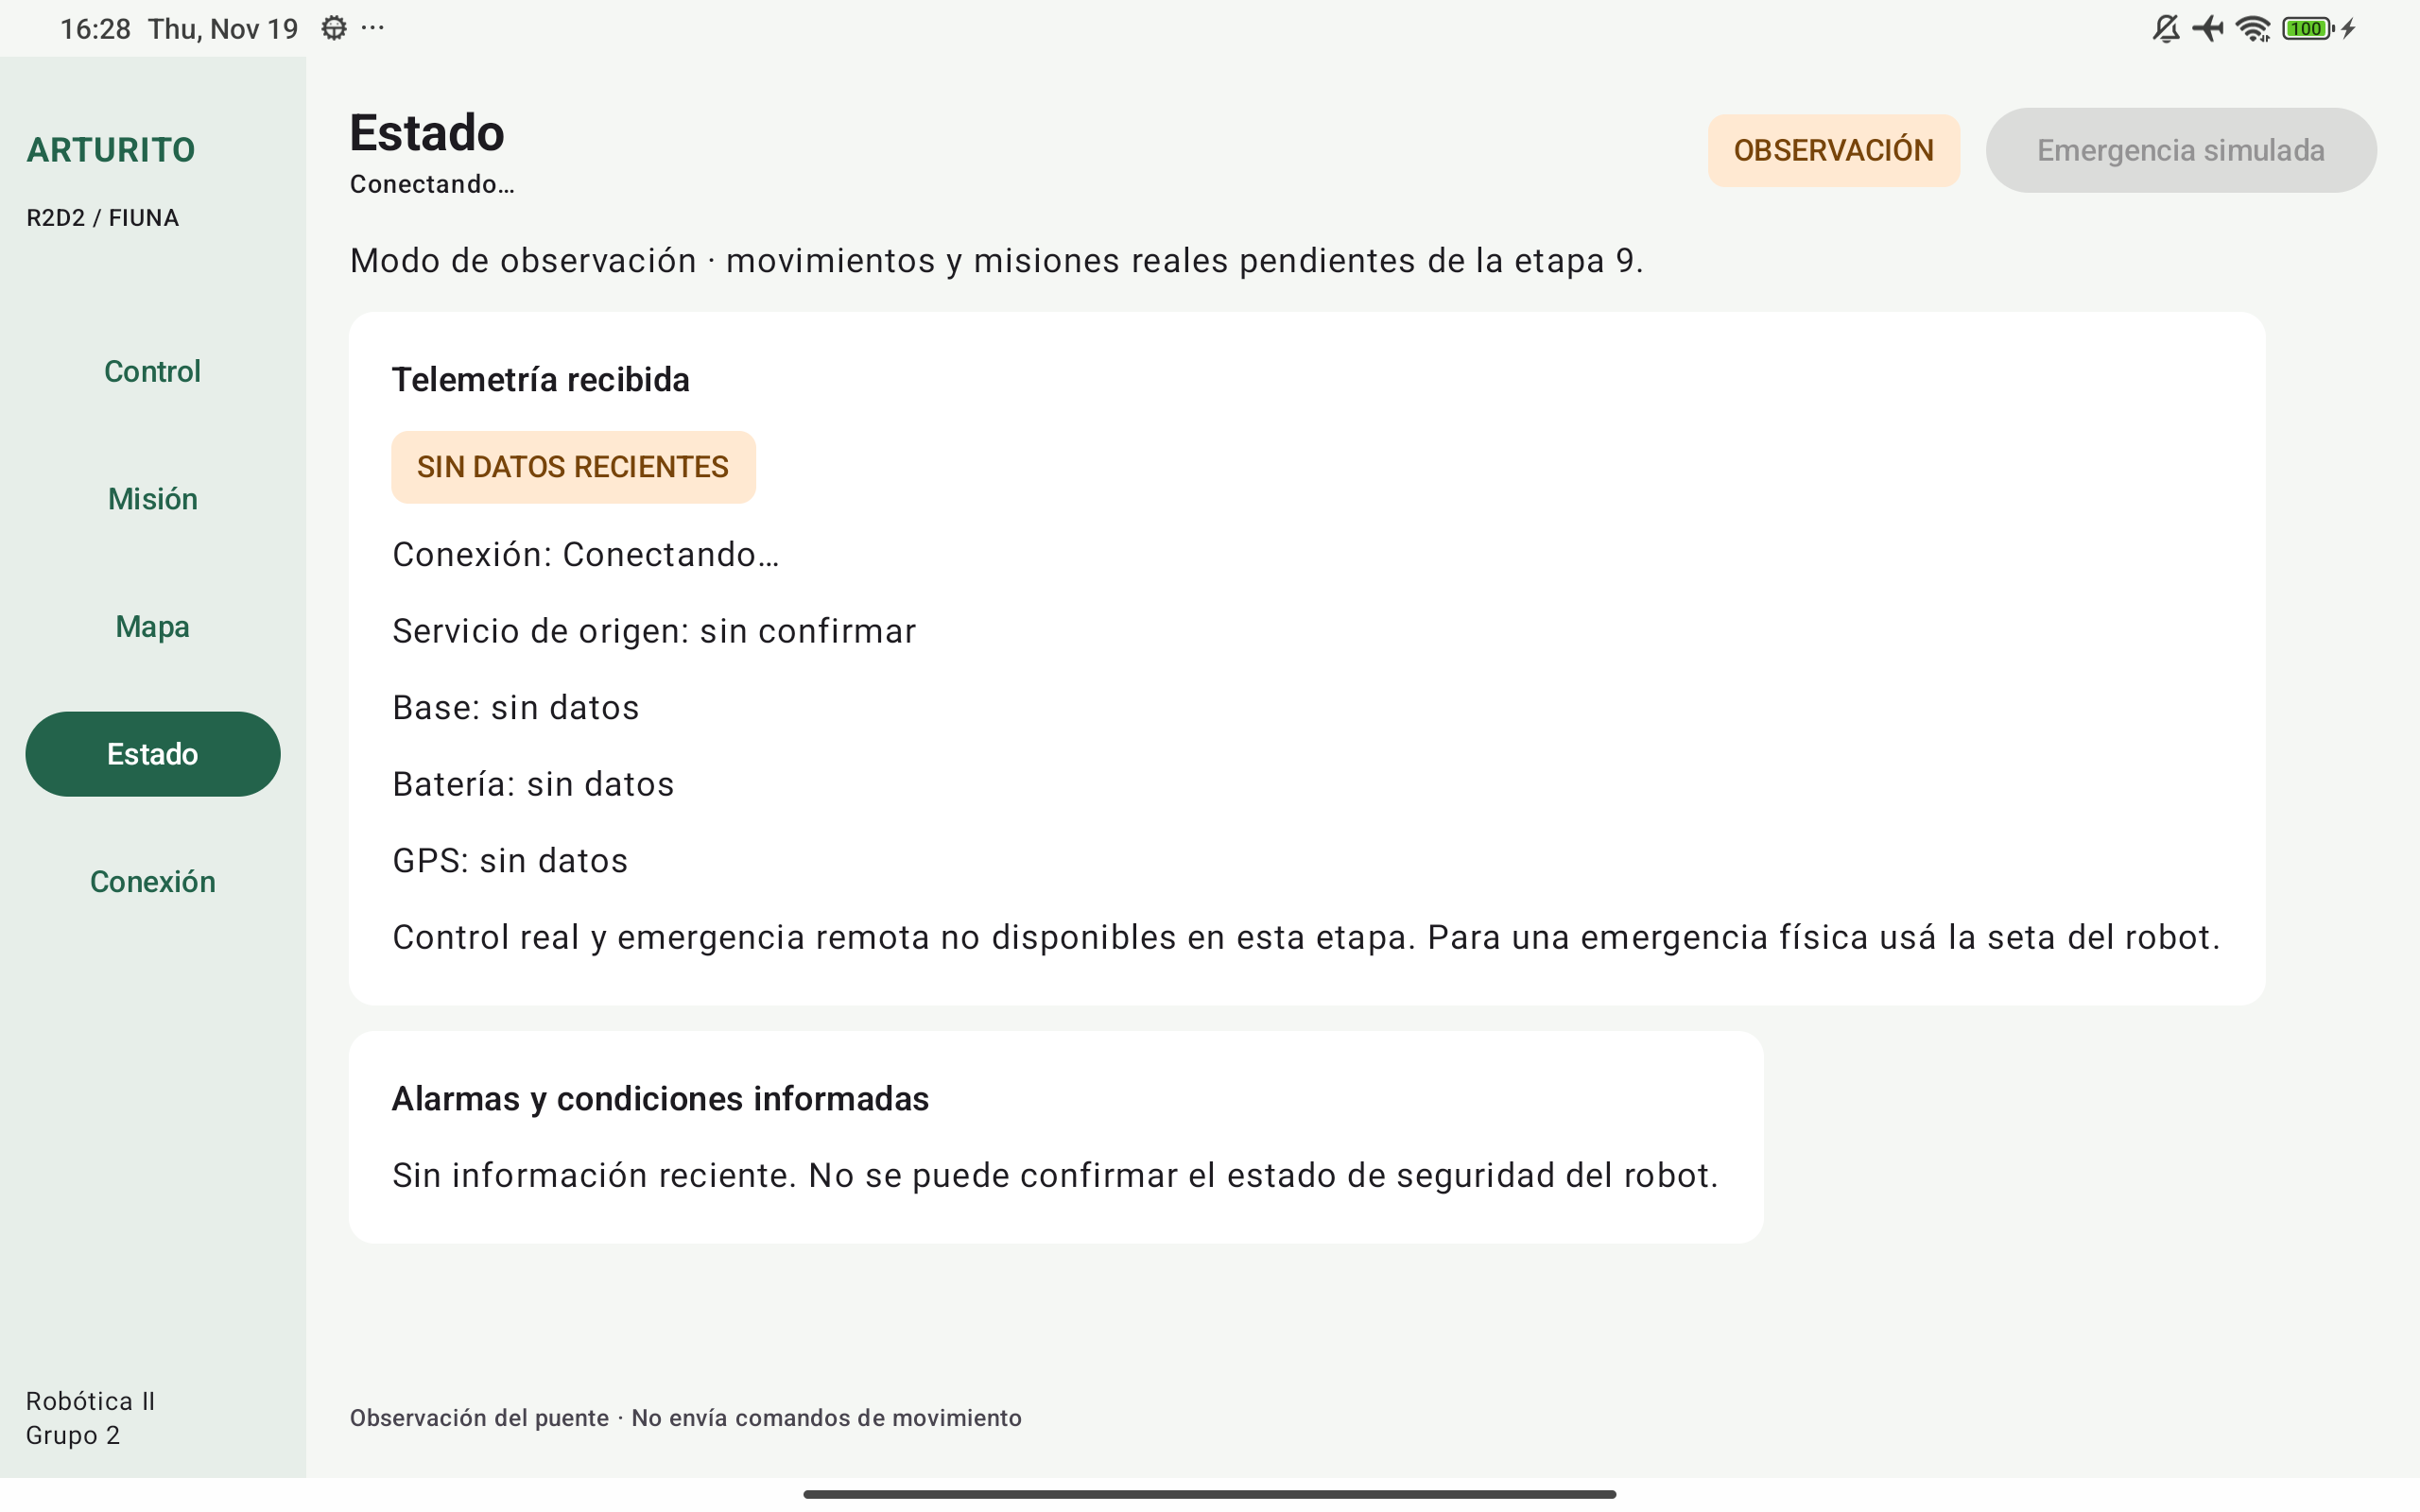 16:28 Thu, Nov 19 ...
100
ARTURITO
R2D2 / FIUNA
Control
Misión
Mapa
Estado
Conexión
Robótica II
Grupo 2
Estado
Conectando...
OBSERVACIÓN
Emergencia simulada
Modo de observación · movimientos y misiones reales pendientes de la etapa 9.
Telemetría recibida
SIN DATOS RECIENTES
Conexión: Conectando...
Servicio de origen: sin confirmar
Base: sin datos
Batería: sin datos
GPS: sin datos
Control real y emergencia remota no disponibles en esta etapa. Para una emergencia física usá la seta del robot.
Alarmas y condiciones informadas
Sin información reciente. No se puede confirmar el estado de seguridad del robot.
Observación del puente · No envía comandos de movimiento